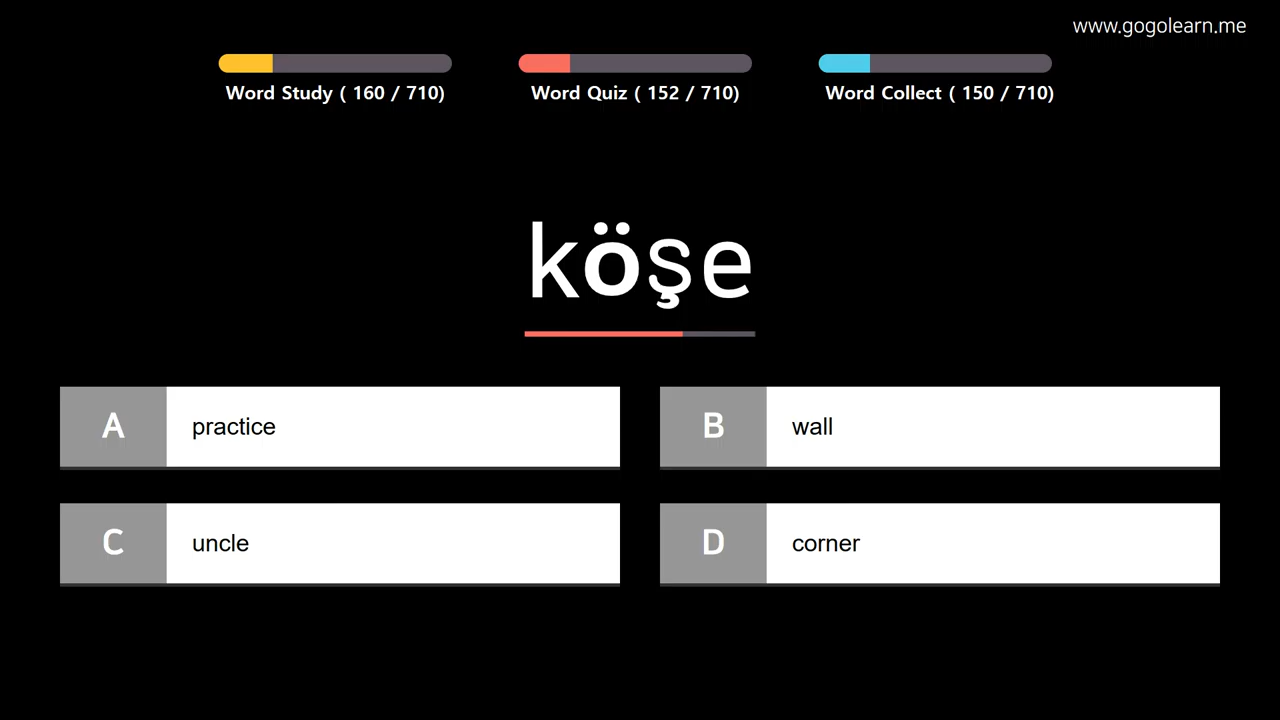 www.gogolearn.me
Word Study ( 160 / 710)
Word Quiz ( 152 / 710)
Word Collect ( 150 / 710)
köşe
A practice
B wall
C uncle
D corner